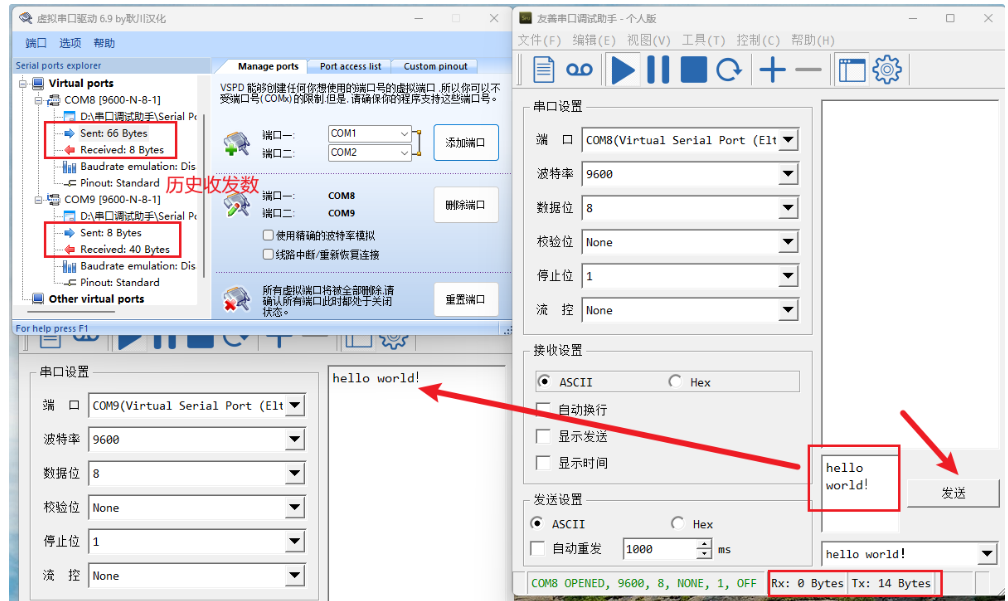 虚拟串口驱动 6.9 by歌川汉化
端口 选项 帮助
Serial ports explorer
Virtual ports
COM8 [9600-N-8-1]
D:\串口调试助手\Serial Po
Sent: 66 Bytes
Received: 8 Bytes
Baudrate emulation: Dis
Pinout: Standard
历史收发数
COM9 [9600-N-8-1]
D:\串口调试助手\Serial Po
Sent: 8 Bytes
Received: 40 Bytes
Baudrate emulation: Dis
Pinout: Standard
Other virtual ports
For help press F1
Manage ports Port access list Custom pinout
VSPD 能够创建任何你想使用的端口号的虚拟端口,所以你可以不
受端口号(COMx)的限制.但是,请确保你的程序支持这些端口号。
端口一: COM1
端口二: COM2
添加端口
端口一: COM8
端口二: COM9
删除端口
使用精确的波特率模拟
线路中断/重新恢复连接
所有虚拟端口将被全部删除.请
确认所有端口此时都处于关闭
状态。
重置端口
串口设置
端 口 COM9(Virtual Serial Port (Elt
波特率 9600
数据位 8
校验位 None
停止位 1
流 控 None
hello world!
友善串口调试助手 - 个人版
文件(F) 编辑(E) 视图(V) 工具(T) 控制(C) 帮助(H)
串口设置
端 口 COM8(Virtual Serial Port (Elt
波特率 9600
数据位 8
校验位 None
停止位 1
流 控 None
接收设置
ASCII Hex
自动换行
显示发送
显示时间
发送设置
ASCII Hex
自动重发 1000 ms
hello
world!
发送
hello world!
COM8 OPENED, 9600, 8, NONE, 1, OFF Rx: 0 Bytes Tx: 14 Bytes